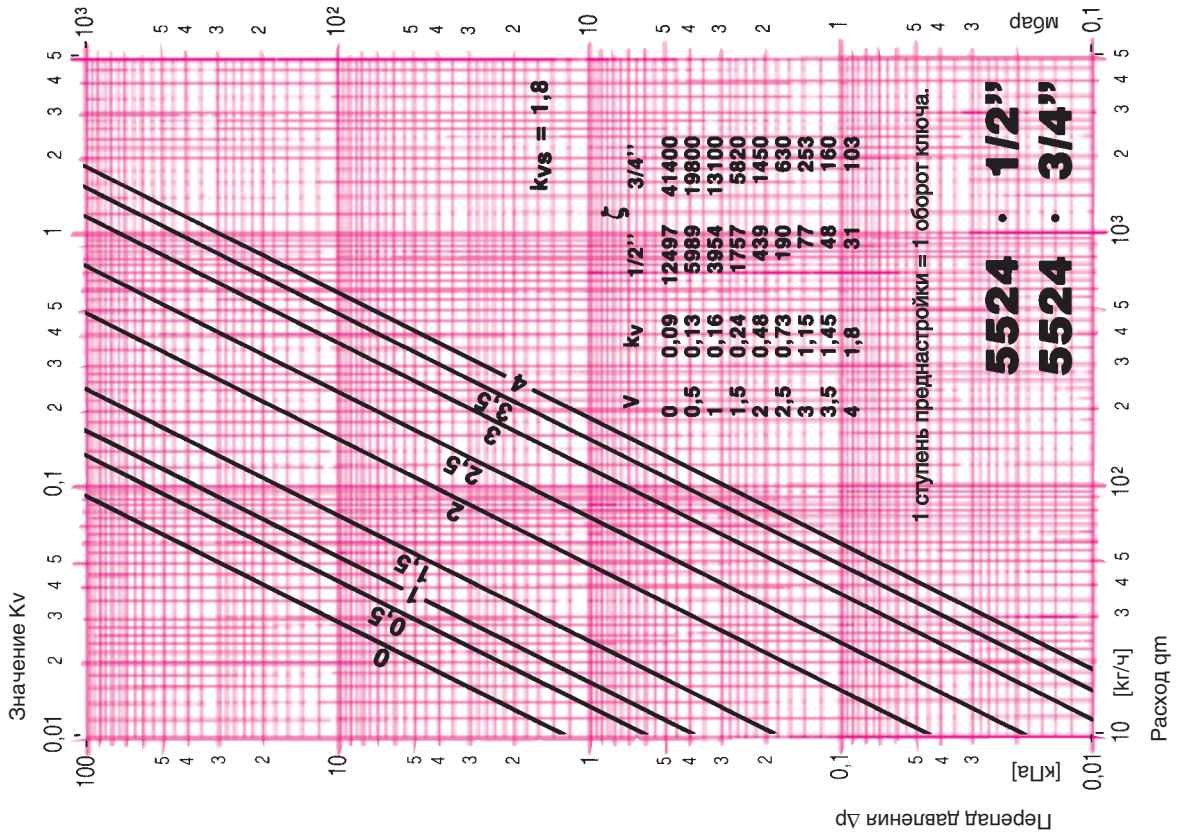 Значение Kv
0,01 2 3 4 5 0,1 2 3 4 5 1 2 3 4 5
Перепад давления Δp
100 5 4 3 2 10 5 4 3 2 1 5 4 3 2 0,1 5 4 3 [кПа] 0,01
10³ 5 4 3 2 10² 5 4 3 2 10 5 4 3 2 1 5 4 3 мбар 0,1
0 0,5 1 1,5 2 2,5 3 3,5 4
kvs = 1,8
V kv 1/2” ζ 3/4”
0 0,09 12497 41400
0,5 0,13 5989 19800
1 0,16 3954 13100
1,5 0,24 1757 5820
2 0,48 439 1450
2,5 0,73 190 630
3 1,15 77 253
3,5 1,45 48 160
4 1,8 31 103
1 ступень преднастройки = 1 оборот ключа.
5524 · 1/2”
5524 · 3/4”
10 [кг/ч] 3 4 5 10² 2 3 4 5 10³ 2 3 4 5
Расход qm